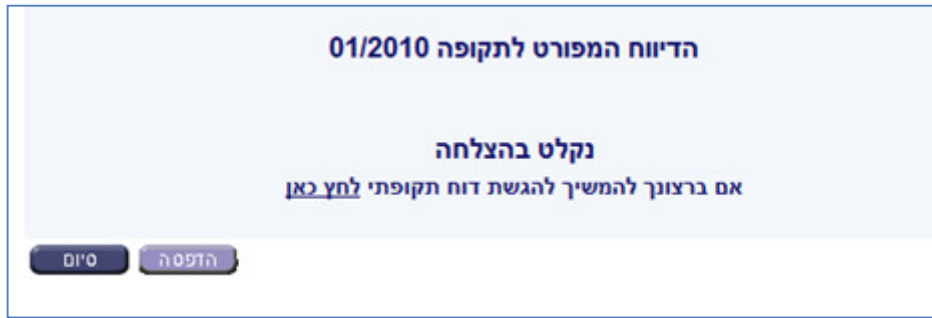 הדיווח המפורט לתקופה 01/2010
נקלט בהצלחה
אם ברצונך להמשיך להגשת דוח תקופתי לחץ כאן
הדפסה
סיום